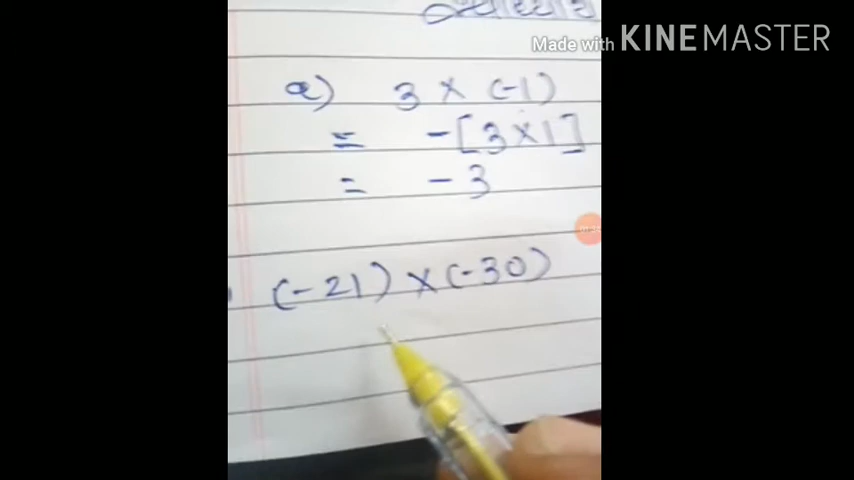 Made with KINEMASTER
a) 3 × (-1)
= -[3×1]
= -3
(-21) × (-30)